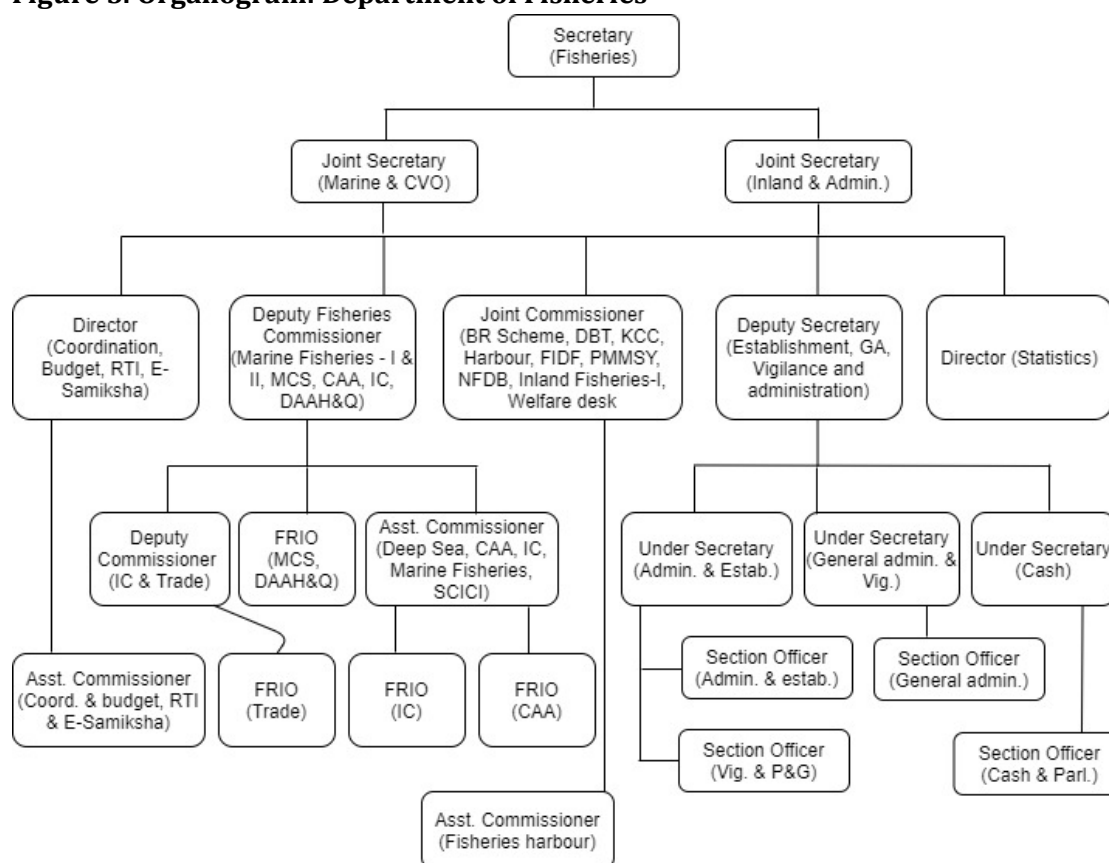 Figure 3: Organogram: Department of Fisheries
Secretary
(Fisheries)
Joint Secretary
(Marine & CVO)
Joint Secretary
(Inland & Admin.)
Director
(Coordination,
Budget, RTI, E-
Samiksha)
Deputy Fisheries
Commissioner
(Marine Fisheries - I &
II, MCS, CAA, IC,
DAAH&Q)
Joint Commissioner
(BR Scheme, DBT, KCC,
Harbour, FIDF, PMMSY,
NFDB, Inland Fisheries-I,
Welfare desk
Deputy Secretary
(Establishment, GA,
Vigilance and
administration)
Director (Statistics)
Deputy
Commissioner
(IC & Trade)
FRIO
(MCS,
DAAH&Q)
Asst. Commissioner
(Deep Sea, CAA, IC,
Marine Fisheries,
SCICI)
Under Secretary
(Admin. & Estab.)
Under Secretary
(General admin. &
Vig.)
Under Secretary
(Cash)
Asst. Commissioner
(Coord. & budget, RTI
& E-Samiksha)
FRIO
(Trade)
FRIO
(IC)
FRIO
(CAA)
Section Officer
(Admin. & estab.)
Section Officer
(General admin.)
Section Officer
(Vig. & P&G)
Section Officer
(Cash & Parl.)
Asst. Commissioner
(Fisheries harbour)